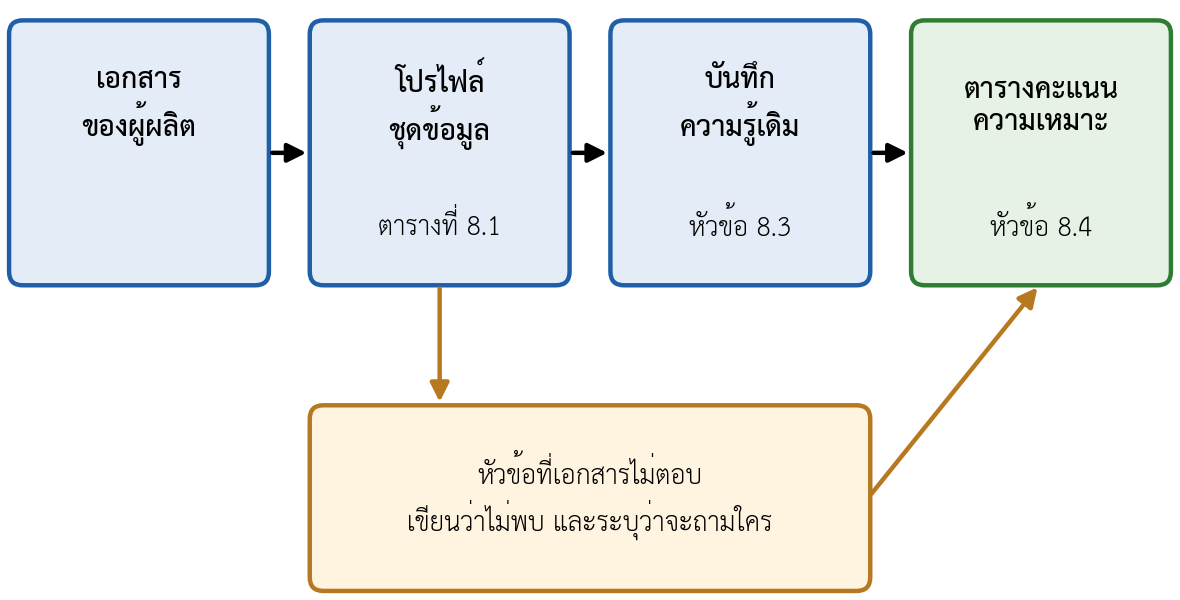 เอกสาร
ของผู้ผลิต
โปรไฟล์
ชุดข้อมูล
ตารางที่ 8.1
บันทึก
ความรู้เดิม
หัวข้อ 8.3
ตารางคะแนน
ความเหมาะ
หัวข้อ 8.4
หัวข้อที่เอกสารไม่ตอบ
เขียนว่าไม่พบ และระบุว่าจะถามใคร